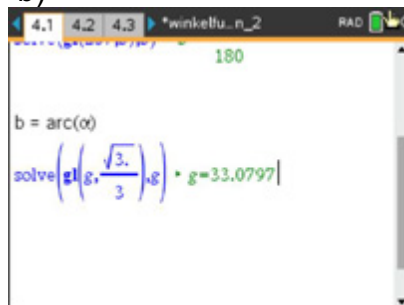 b)
4.1 4.2 4.3 *winkelfu...n_2 RAD
180
b = arc(α)
solve(gl(g,√3./3),g) ▸ g=33.0797